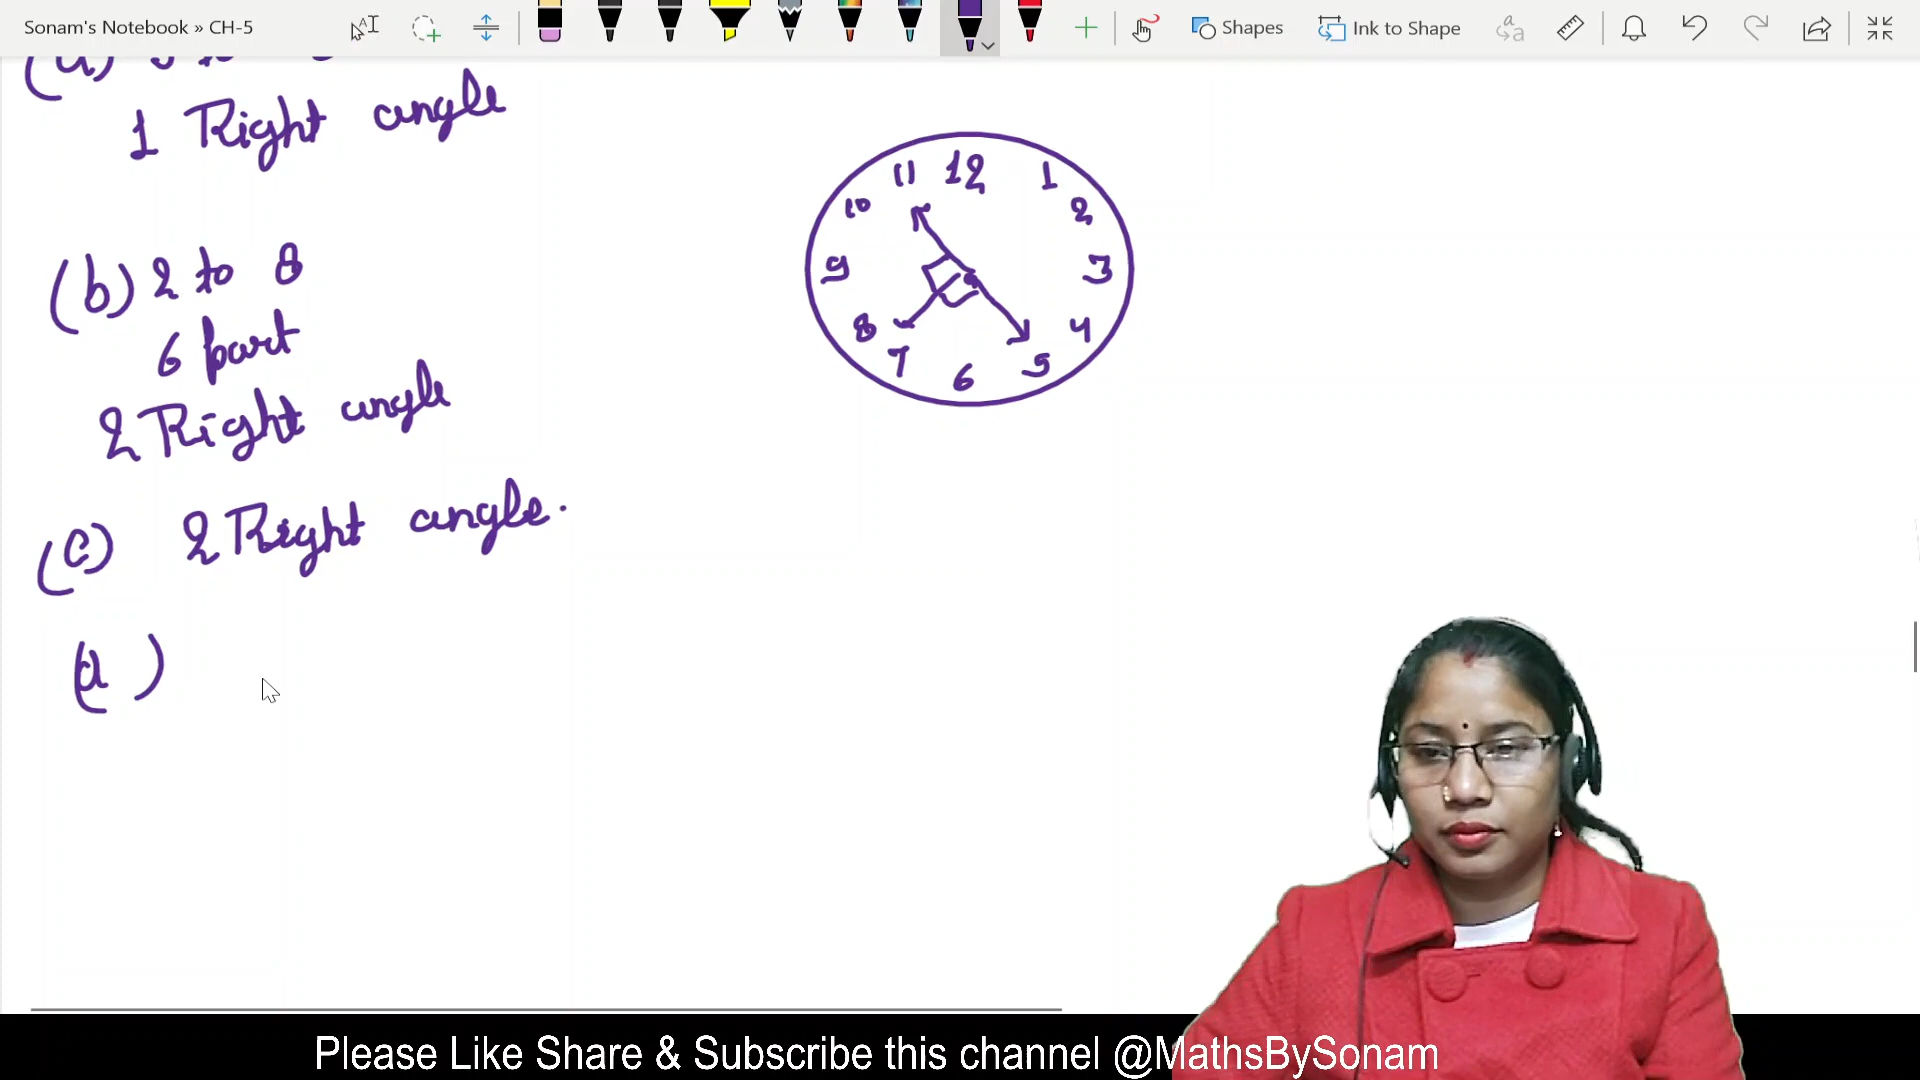 Sonam's Notebook » CH-5
Shapes
Ink to Shape
(a)
1 Right angle
(b) 2 to 8
6 part
2 Right angle
(c) 2 Right angle.
(d)
11 12 1
10 2
9 3
8 4
7 6 5
Please Like Share & Subscribe this channel @MathsBySonam